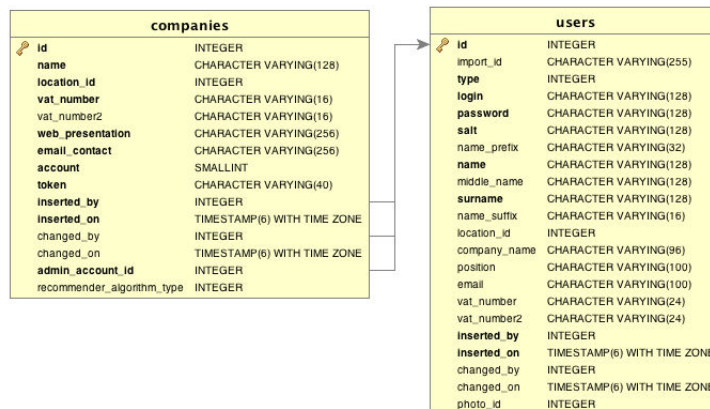 companies
id INTEGER
name CHARACTER VARYING(128)
location_id INTEGER
vat_number CHARACTER VARYING(16)
vat_number2 CHARACTER VARYING(16)
web_presentation CHARACTER VARYING(256)
email_contact CHARACTER VARYING(256)
account SMALLINT
token CHARACTER VARYING(40)
inserted_by INTEGER
inserted_on TIMESTAMP(6) WITH TIME ZONE
changed_by INTEGER
changed_on TIMESTAMP(6) WITH TIME ZONE
admin_account_id INTEGER
recommender_algorithm_type INTEGER
users
id INTEGER
import_id CHARACTER VARYING(255)
type INTEGER
login CHARACTER VARYING(128)
password CHARACTER VARYING(128)
salt CHARACTER VARYING(128)
name_prefix CHARACTER VARYING(32)
name CHARACTER VARYING(128)
middle_name CHARACTER VARYING(128)
surname CHARACTER VARYING(128)
name_suffix CHARACTER VARYING(16)
location_id INTEGER
company_name CHARACTER VARYING(96)
position CHARACTER VARYING(100)
email CHARACTER VARYING(100)
vat_number CHARACTER VARYING(24)
vat_number2 CHARACTER VARYING(24)
inserted_by INTEGER
inserted_on TIMESTAMP(6) WITH TIME ZONE
changed_by INTEGER
changed_on TIMESTAMP(6) WITH TIME ZONE
photo_id INTEGER